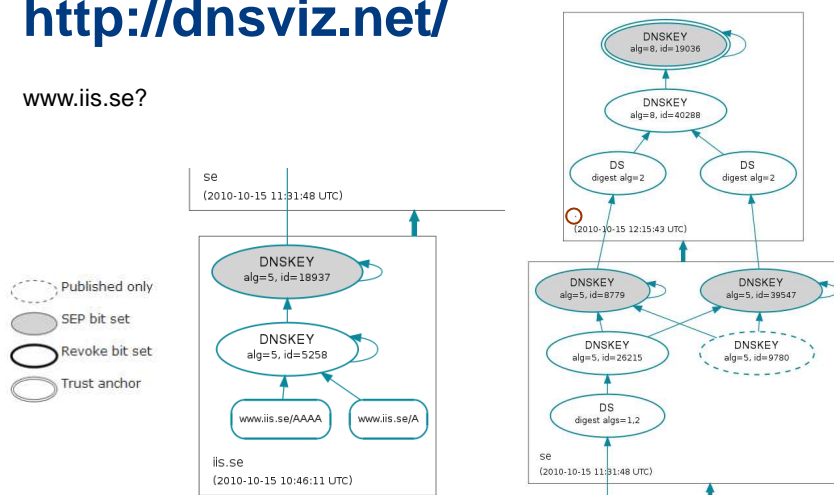 http://dnsviz.net/
www.iis.se?
se
(2010-10-15 11:31:48 UTC)
DNSKEY
alg=5, id=18937
DNSKEY
alg=5, id=5258
www.iis.se/AAAA
www.iis.se/A
iis.se
(2010-10-15 10:46:11 UTC)
Published only
SEP bit set
Revoke bit set
Trust anchor
DNSKEY
alg=8, id=19036
DNSKEY
alg=8, id=40288
DS
digest alg=2
DS
digest alg=2
.
(2010-10-15 12:15:43 UTC)
DNSKEY
alg=5, id=8779
DNSKEY
alg=5, id=39547
DNSKEY
alg=5, id=26215
DNSKEY
alg=5, id=9780
DS
digest algs=1,2
se
(2010-10-15 11:31:48 UTC)